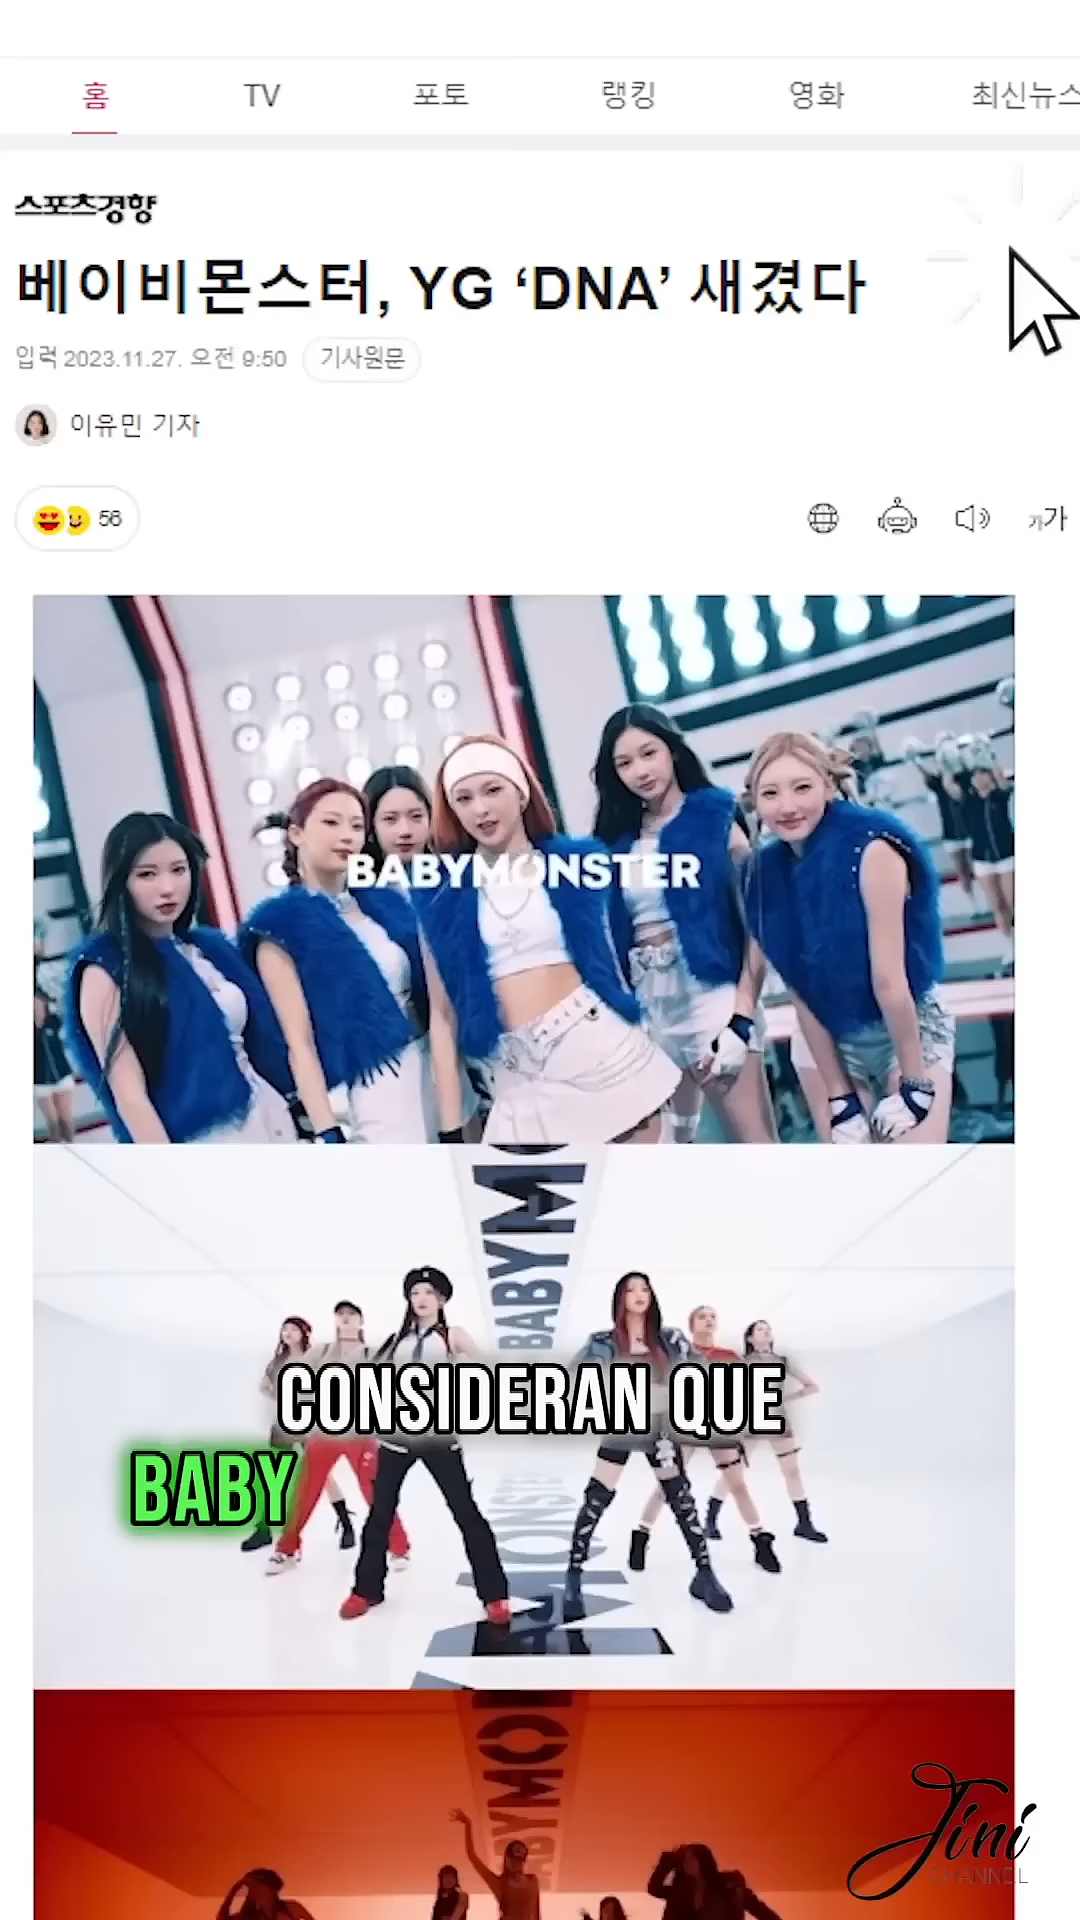 홈 TV 포토 랭킹 영화 최신뉴스
스포츠경향
베이비몬스터, YG ‘DNA’ 새겼다
입력 2023.11.27. 오전 9:50 기사원문
이유민 기자
56
가가
BABYMONSTER
BABYM
CONSIDERAN QUE
BABY
Jini
CHANNEL